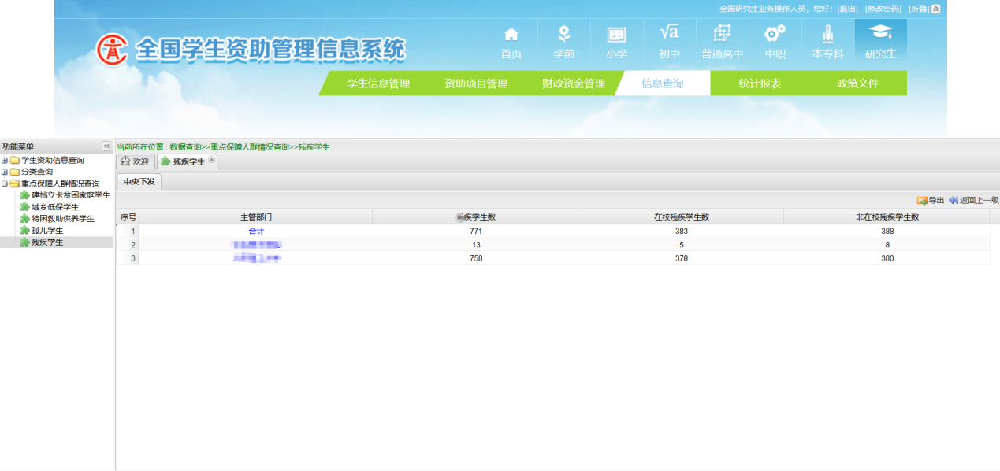 全国研究生业务操作人员，您好！ [退出] [修改密码] [折叠]
全国学生资助管理信息系统
首页 学前 小学 初中 普通高中 中职 本专科 研究生
学生信息管理 资助项目管理 财政资金管理 信息查询 统计报表 政策文件
功能菜单
学生资助信息查询
分类查询
重点保障人群情况查询
建档立卡贫困家庭学生
城乡低保学生
特困救助供养学生
孤儿学生
残疾学生
当前所在位置：数据查询>>重点保障人群情况查询>>残疾学生
欢迎 残疾学生
中央下发
导出 返回上一级
序号 主管部门 疾学生数 在校残疾学生数 非在校残疾学生数
1 合计 771 383 388
2 13 5 8
3 758 378 380